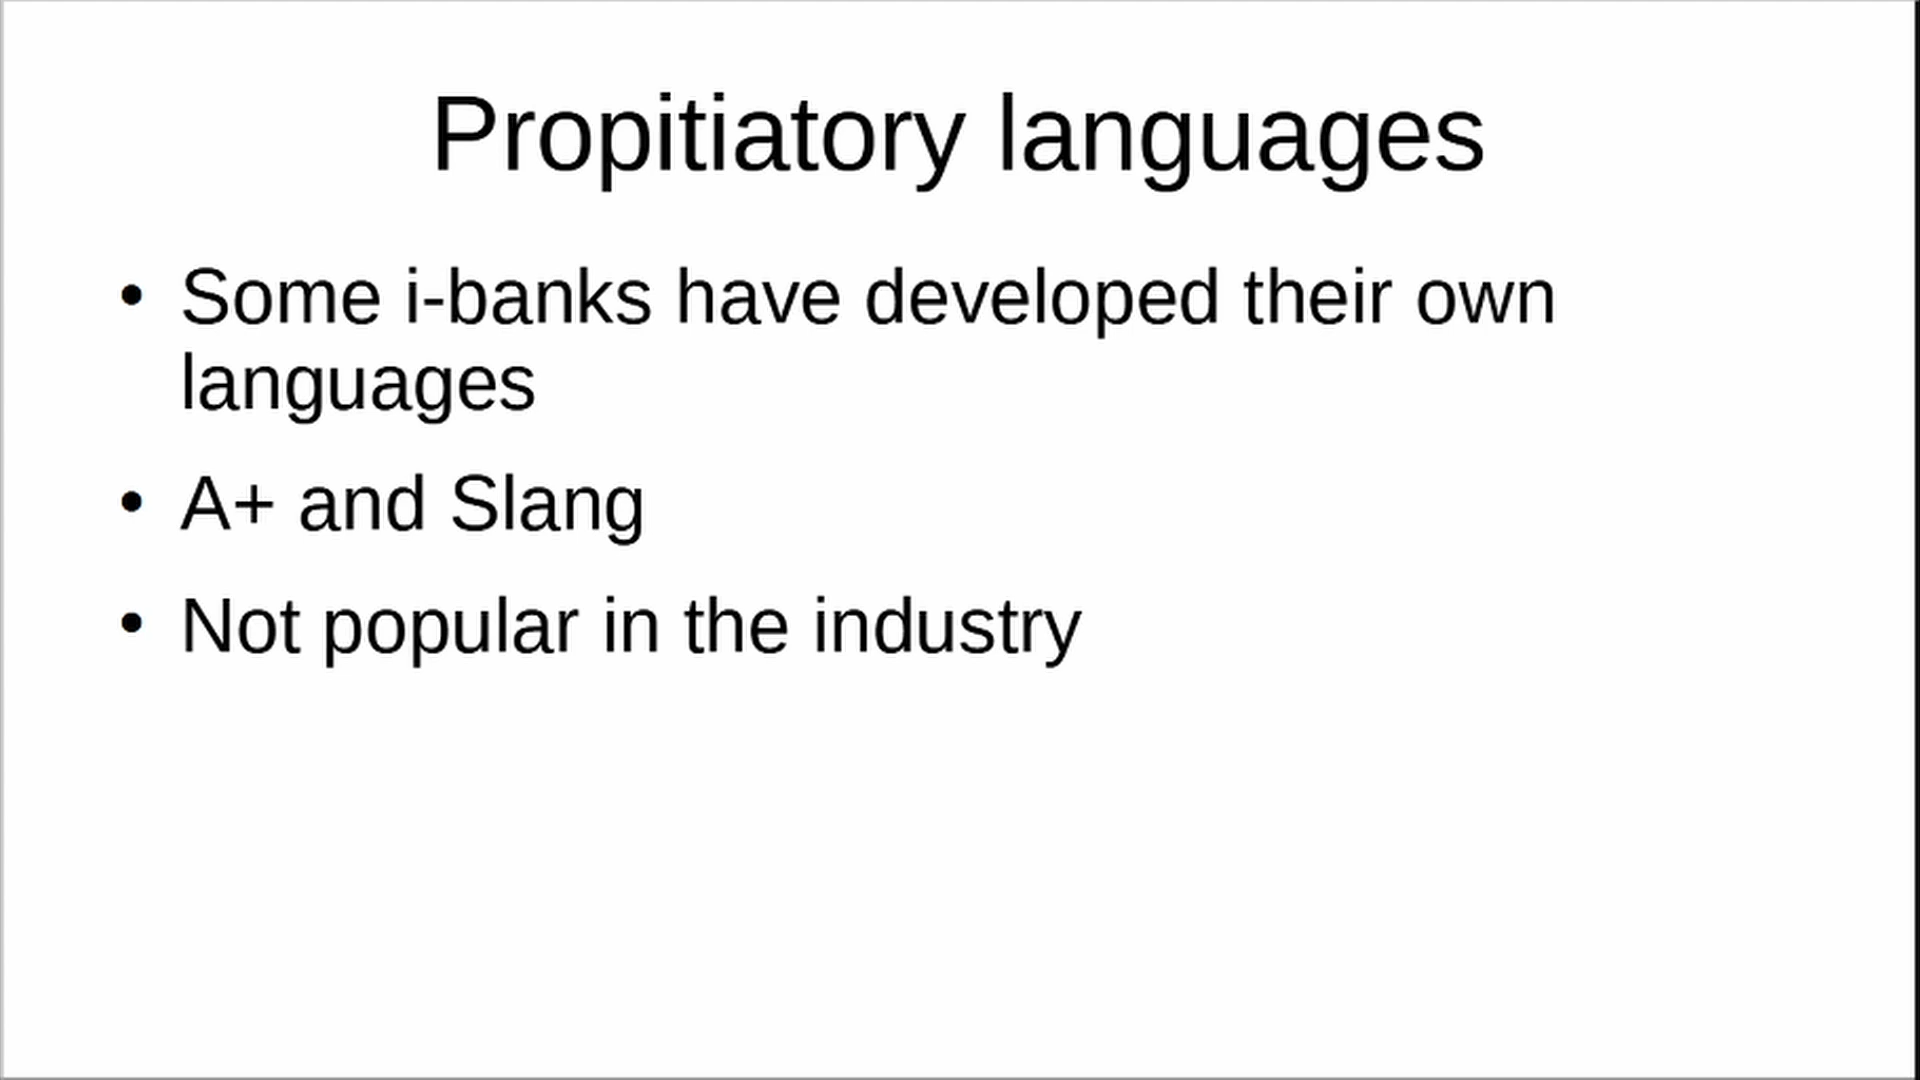 Propitiatory languages
• Some i-banks have developed their own
languages
• A+ and Slang
• Not popular in the industry